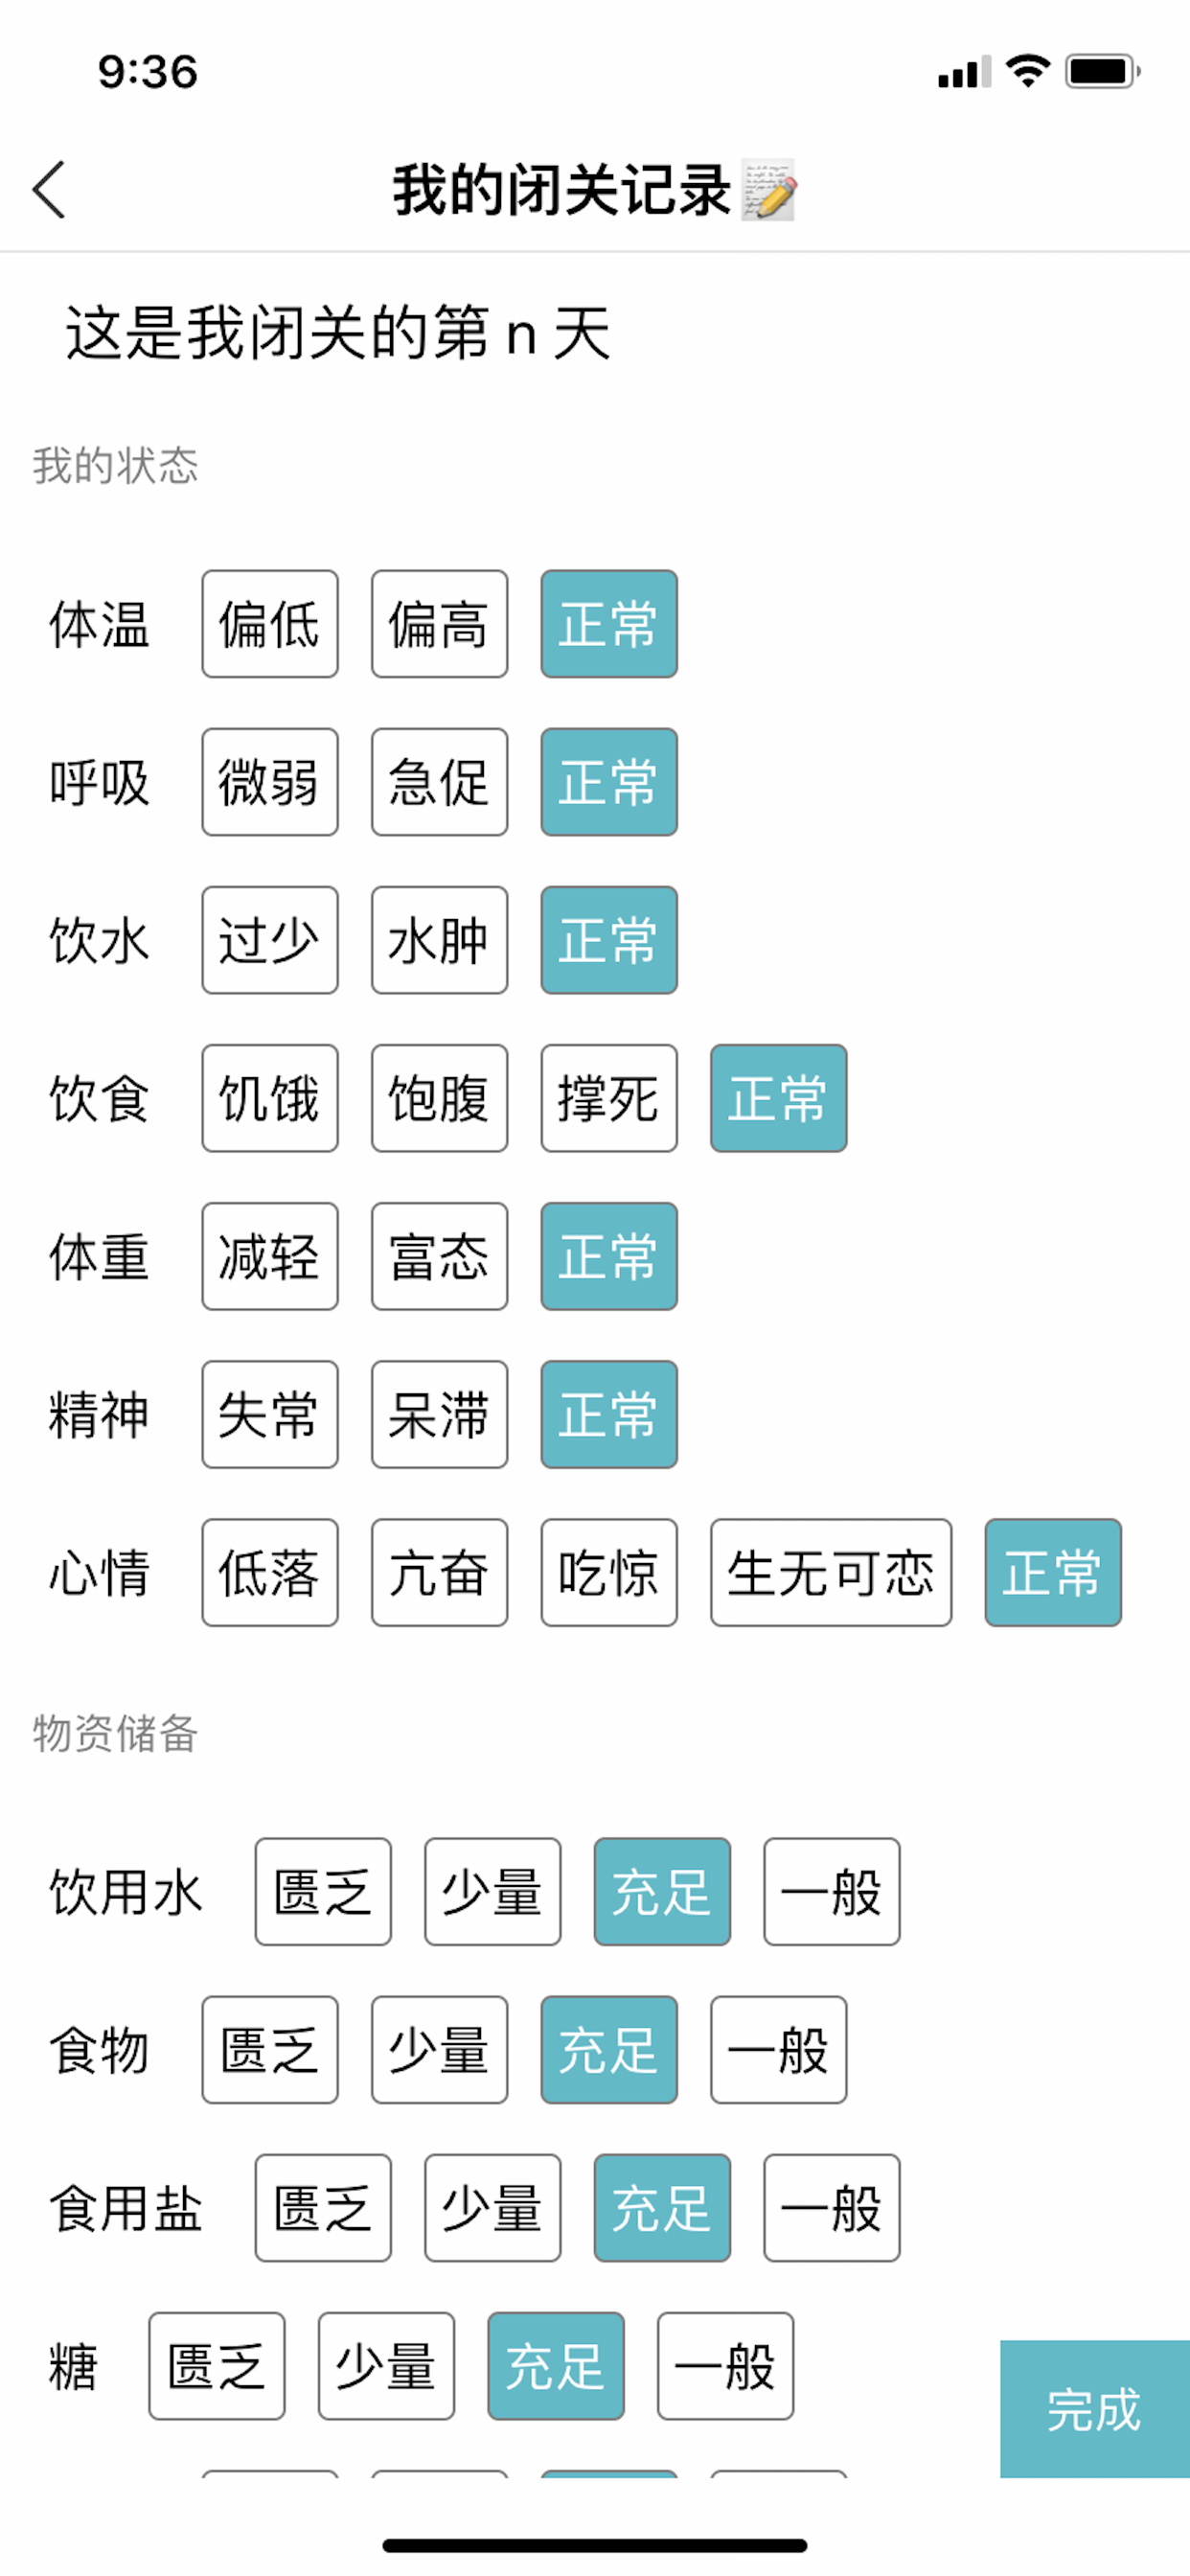 9:36
我的闭关记录📝
这是我闭关的第 n 天
我的状态
体温 偏低 偏高 正常
呼吸 微弱 急促 正常
饮水 过少 水肿 正常
饮食 饥饿 饱腹 撑死 正常
体重 减轻 富态 正常
精神 失常 呆滞 正常
心情 低落 亢奋 吃惊 生无可恋 正常
物资储备
饮用水 匮乏 少量 充足 一般
食物 匮乏 少量 充足 一般
食用盐 匮乏 少量 充足 一般
糖 匮乏 少量 充足 一般
完成